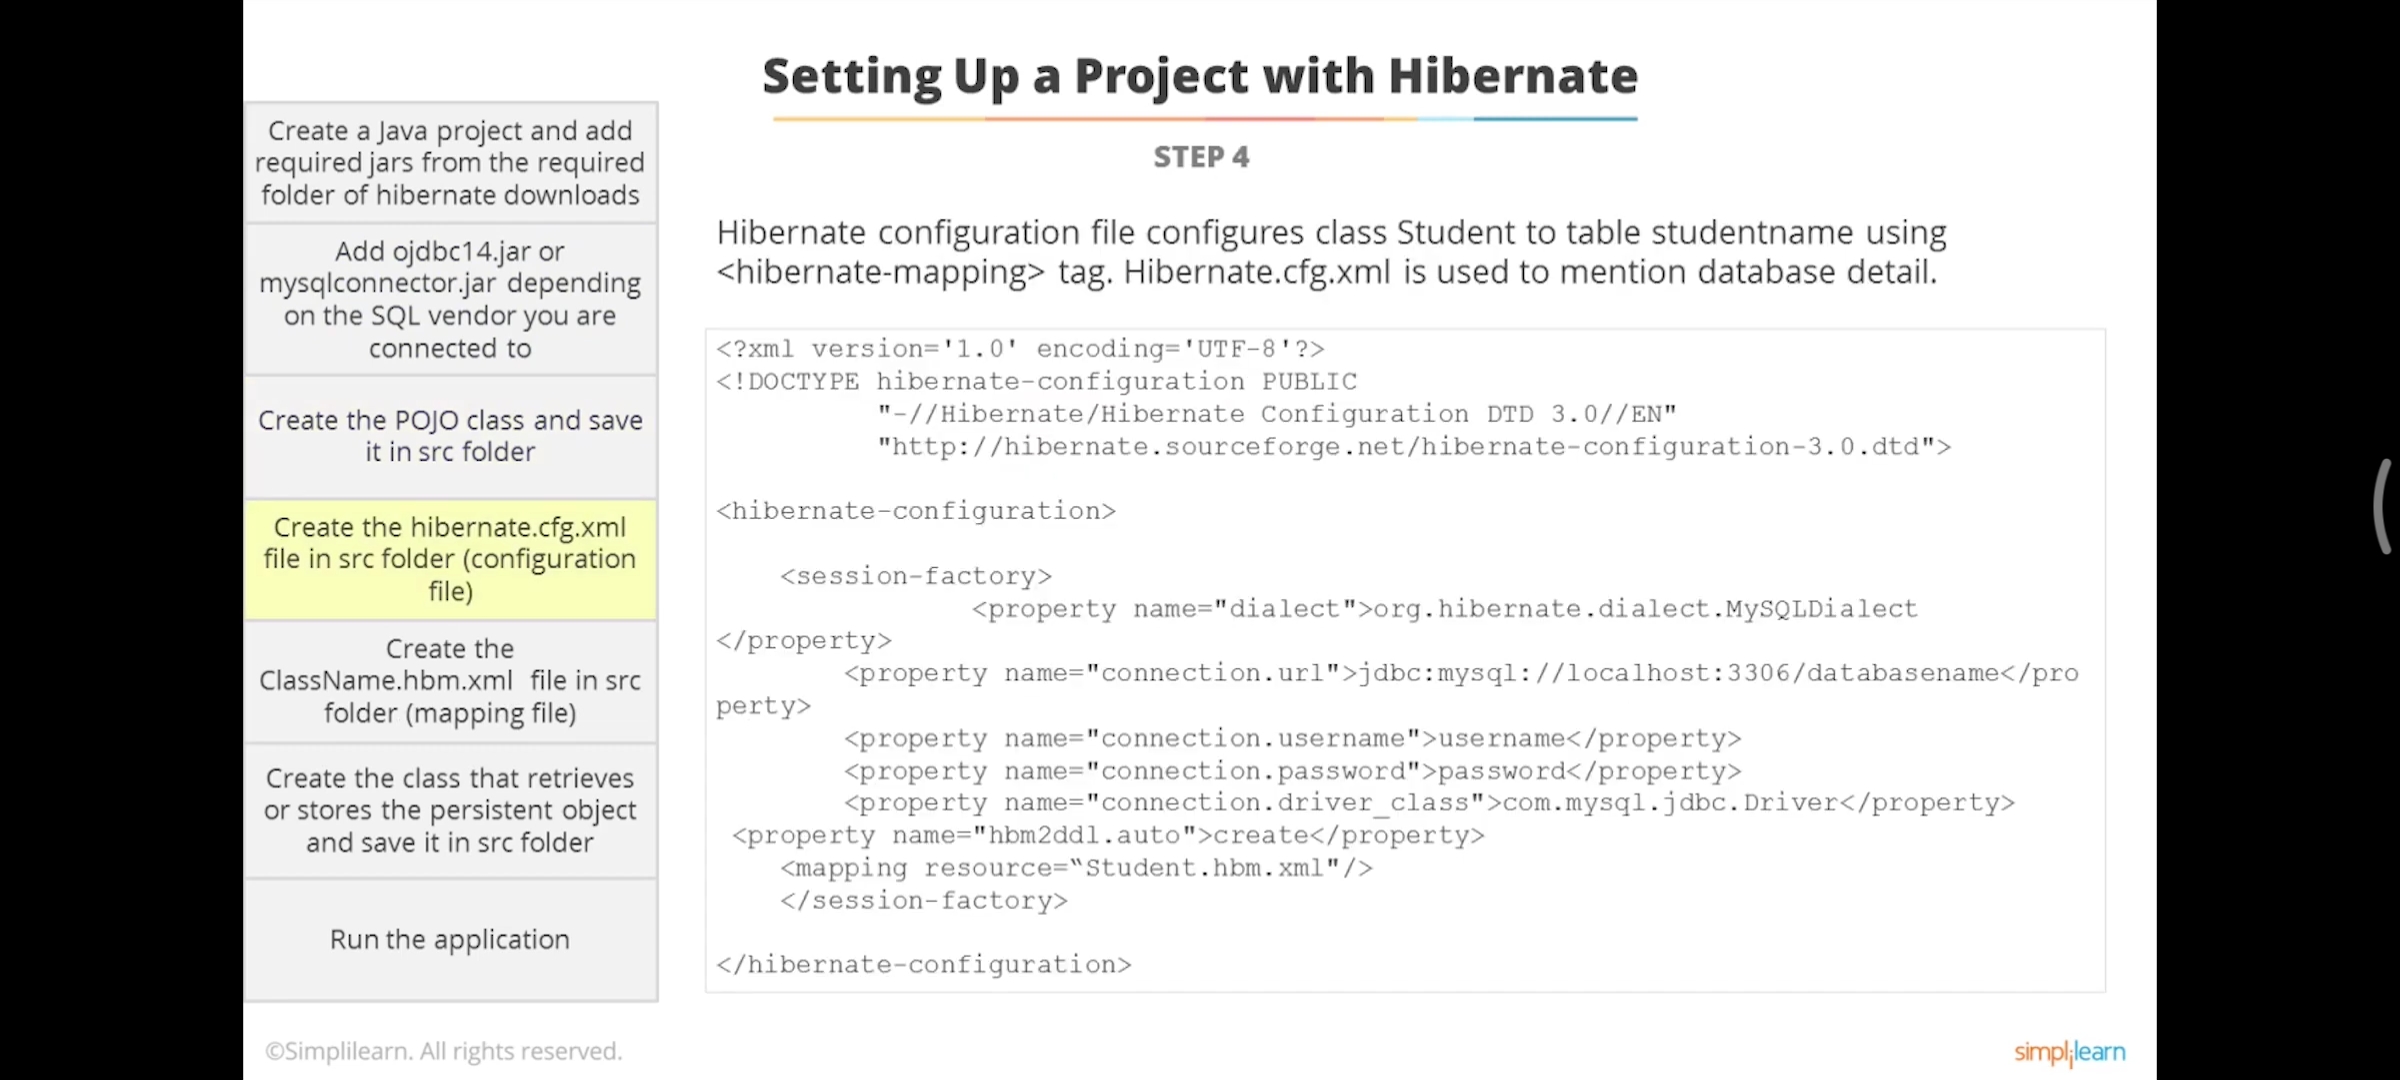 Setting Up a Project with Hibernate
STEP 4
Create a Java project and add
required jars from the required
folder of hibernate downloads
Add ojdbc14.jar or
mysqlconnector.jar depending
on the SQL vendor you are
connected to
Create the POJO class and save
it in src folder
Create the hibernate.cfg.xml
file in src folder (configuration
file)
Create the
ClassName.hbm.xml  file in src
folder (mapping file)
Create the class that retrieves
or stores the persistent object
and save it in src folder
Run the application
Hibernate configuration file configures class Student to table studentname using
<hibernate-mapping> tag. Hibernate.cfg.xml is used to mention database detail.
<?xml version='1.0' encoding='UTF-8'?>
<!DOCTYPE hibernate-configuration PUBLIC
"-//Hibernate/Hibernate Configuration DTD 3.0//EN"
"http://hibernate.sourceforge.net/hibernate-configuration-3.0.dtd">
<hibernate-configuration>
<session-factory>
<property name="dialect">org.hibernate.dialect.MySQLDialect
</property>
<property name="connection.url">jdbc:mysql://localhost:3306/databasename</pro
perty>
<property name="connection.username">username</property>
<property name="connection.password">password</property>
<property name="connection.driver_class">com.mysql.jdbc.Driver</property>
<property name="hbm2ddl.auto">create</property>
<mapping resource=“Student.hbm.xml"/>
</session-factory>
</hibernate-configuration>
©Simplilearn. All rights reserved.
simplilearn